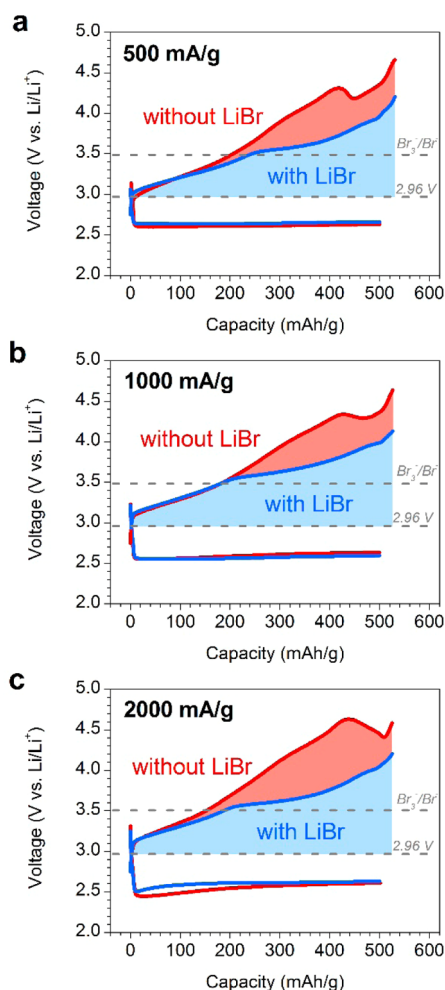 a
500 mA/g
without LiBr
with LiBr
Br₃⁻/Br⁻
2.96 V
Voltage (V vs. Li/Li⁺)
5.0
4.5
4.0
3.5
3.0
2.5
2.0
0 100 200 300 400 500 600
Capacity (mAh/g)
b
1000 mA/g
without LiBr
with LiBr
Br₃⁻/Br⁻
2.96 V
Voltage (V vs. Li/Li⁺)
5.0
4.5
4.0
3.5
3.0
2.5
2.0
0 100 200 300 400 500 600
Capacity (mAh/g)
c
2000 mA/g
without LiBr
with LiBr
Br₃⁻/Br⁻
2.96 V
Voltage (V vs. Li/Li⁺)
5.0
4.5
4.0
3.5
3.0
2.5
2.0
0 100 200 300 400 500 600
Capacity (mAh/g)